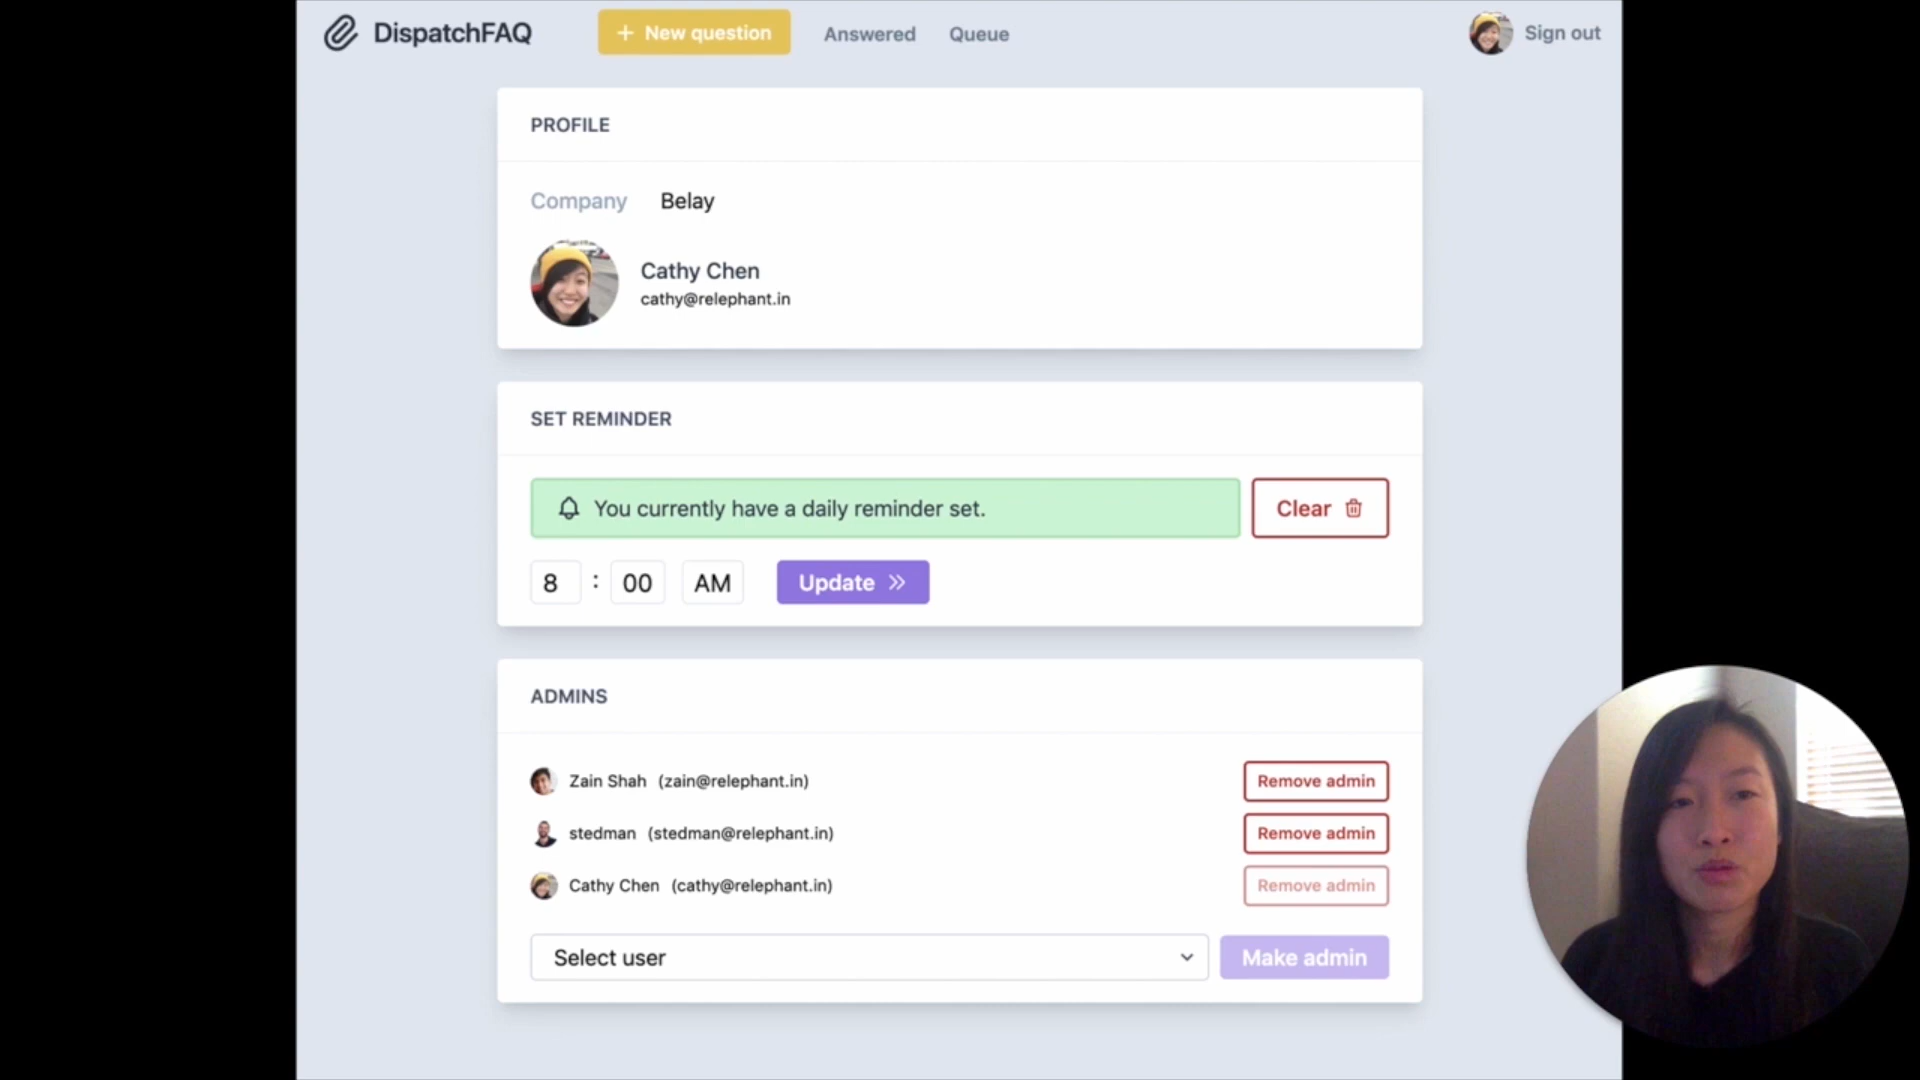 DispatchFAQ
+ New question
Answered
Queue
Sign out
PROFILE
Company Belay
Cathy Chen
cathy@relephant.in
SET REMINDER
You currently have a daily reminder set.
Clear
8 : 00 AM
Update
ADMINS
Zain Shah (zain@relephant.in)
Remove admin
stedman (stedman@relephant.in)
Remove admin
Cathy Chen (cathy@relephant.in)
Remove admin
Select user
Make admin